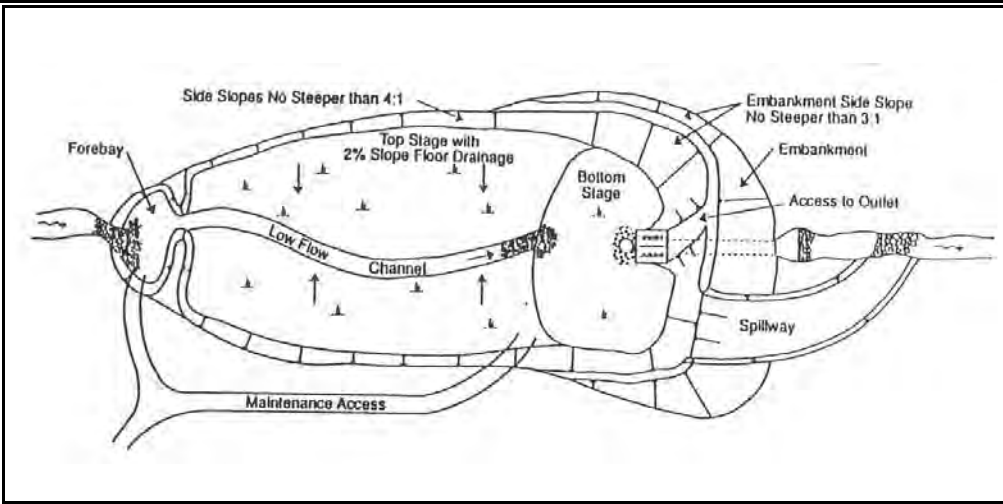 Side Slopes No Steeper than 4:1
Embankment Side Slope
No Steeper than 3:1
Forebay
Top Stage with
2% Slope Floor Drainage
Embankment
Bottom
Stage
Access to Outlet
Low Flow
Channel
Spillway
Maintenance Access